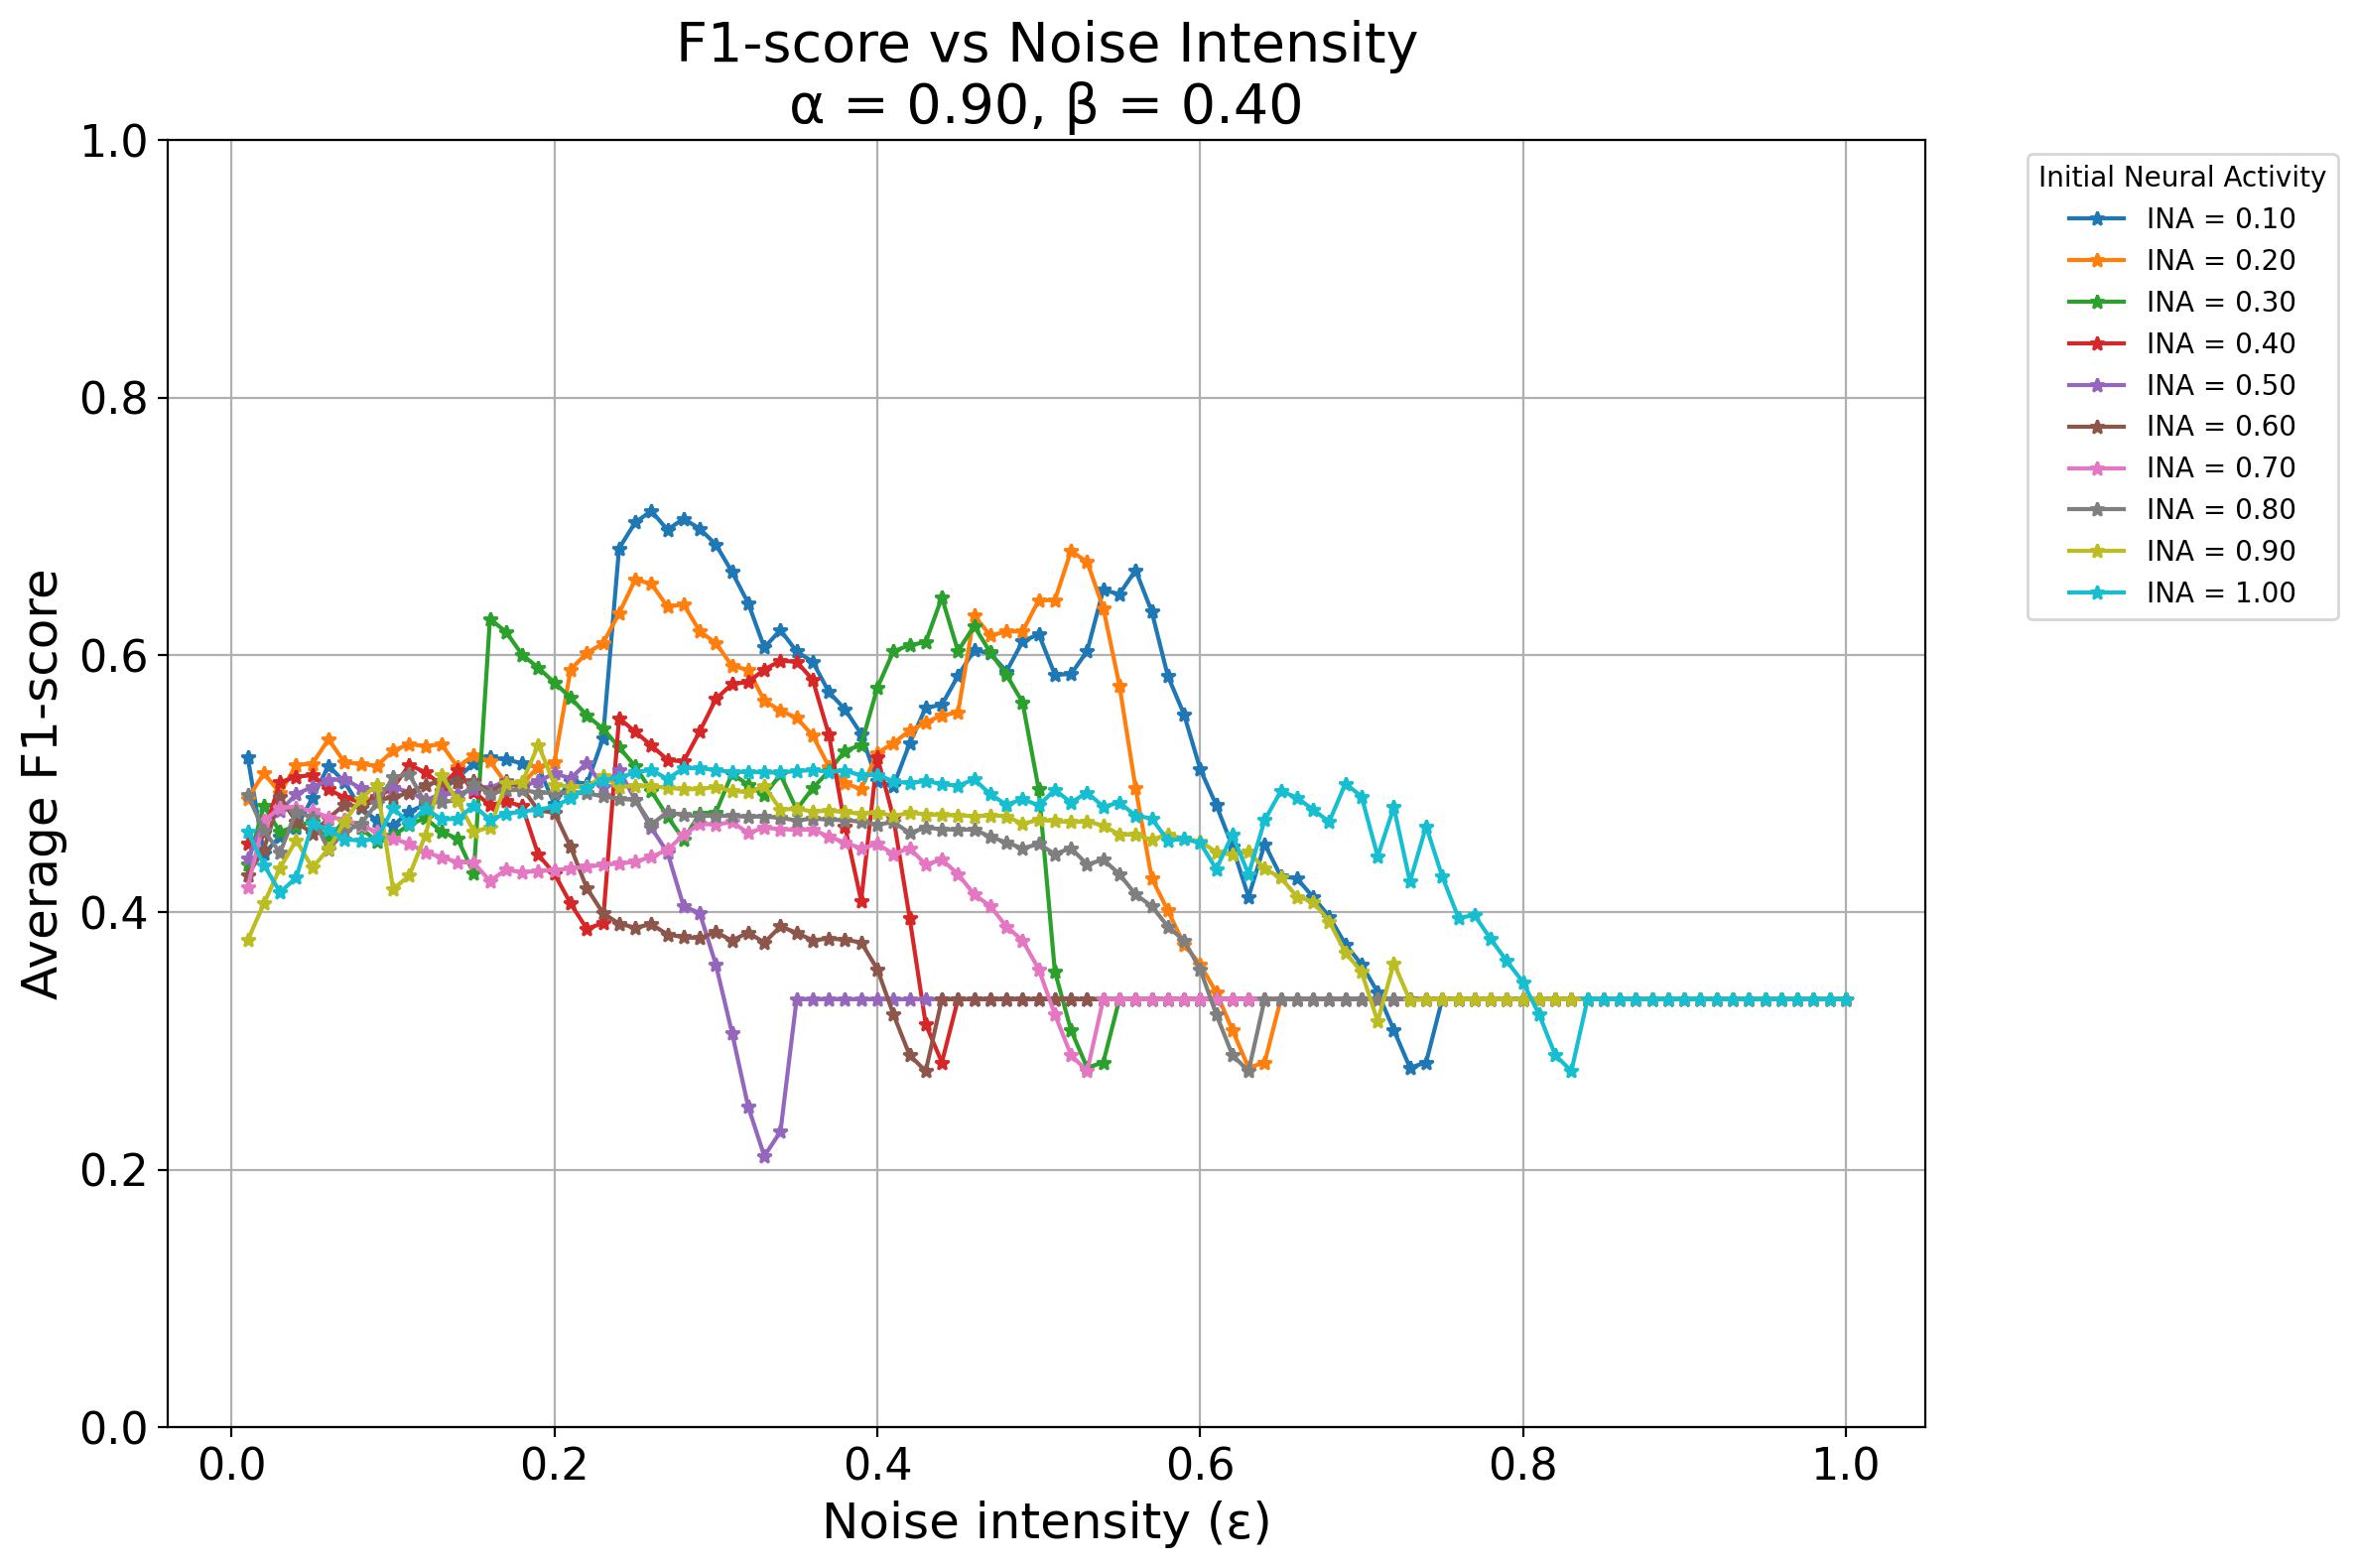 F1-score vs Noise Intensity
α = 0.90, β = 0.40
Average F1-score
1.0
0.8
0.6
0.4
0.2
0.0
0.0
0.2
0.4
0.6
0.8
1.0
Noise intensity (ε)
Initial Neural Activity
INA = 0.10
INA = 0.20
INA = 0.30
INA = 0.40
INA = 0.50
INA = 0.60
INA = 0.70
INA = 0.80
INA = 0.90
INA = 1.00